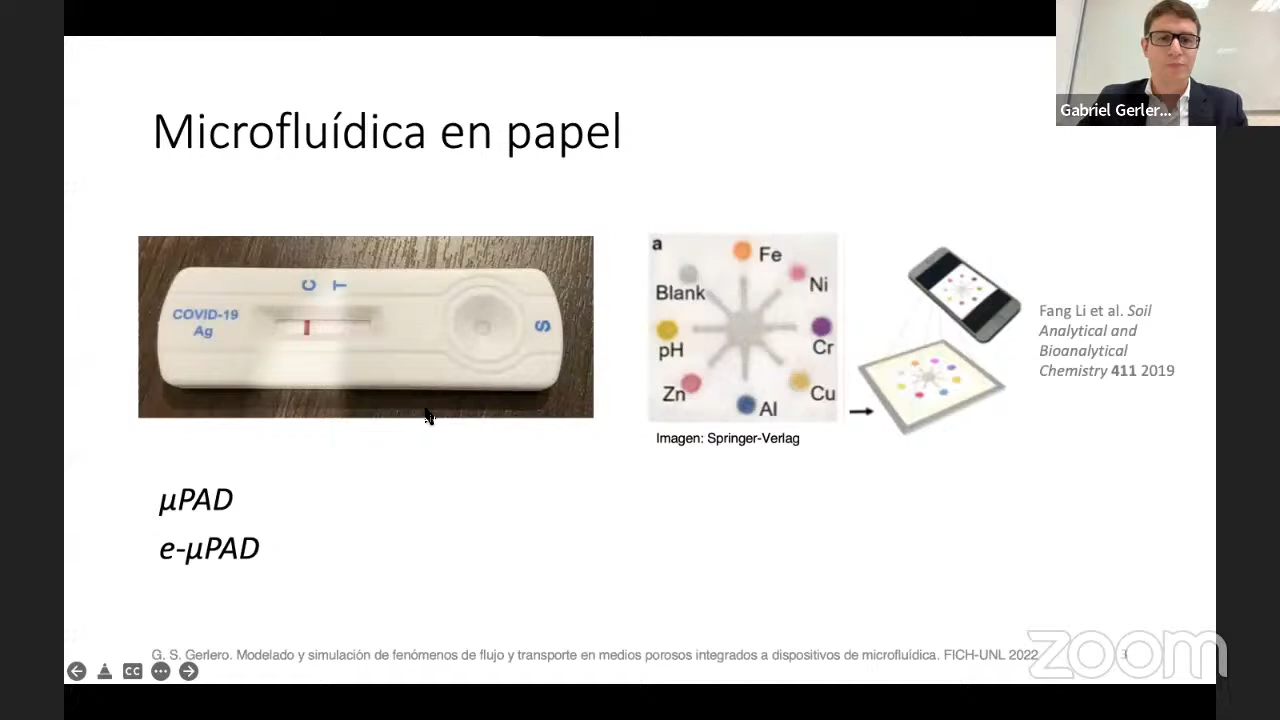 Gabriel Gerler...
Microfluídica en papel
C T
COVID-19
Ag
S
a
Fe
Ni
Cr
Cu
Al
Zn
pH
Blank
Imagen: Springer-Verlag
Fang Li et al. Soil
Analytical and
Bioanalytical
Chemistry 411 2019
μPAD
e-μPAD
G. S. Gerlero. Modelado y simulación de fenómenos de flujo y transporte en medios porosos integrados a dispositivos de microfluídica. FICH-UNL 2022
3
CC
zoom